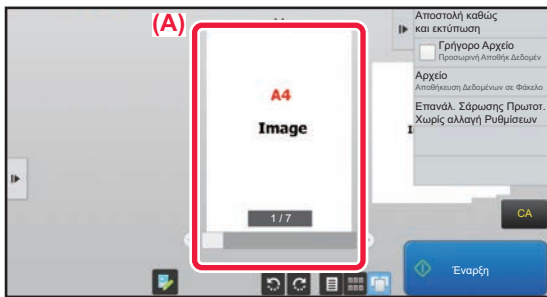 (A)
A4
Image
1 / 7
Αποστολή καθώς
και εκτύπωση
Γρήγορο Αρχείο
Προσωρινή Αποθήκ Δεδομέν
Αρχείο
Αποθήκευση Δεδομένων σε Φάκελο
Επανάλ. Σάρωσης Πρωτοτ.
Χωρίς αλλαγή Ρυθμίσεων
CA
Έναρξη